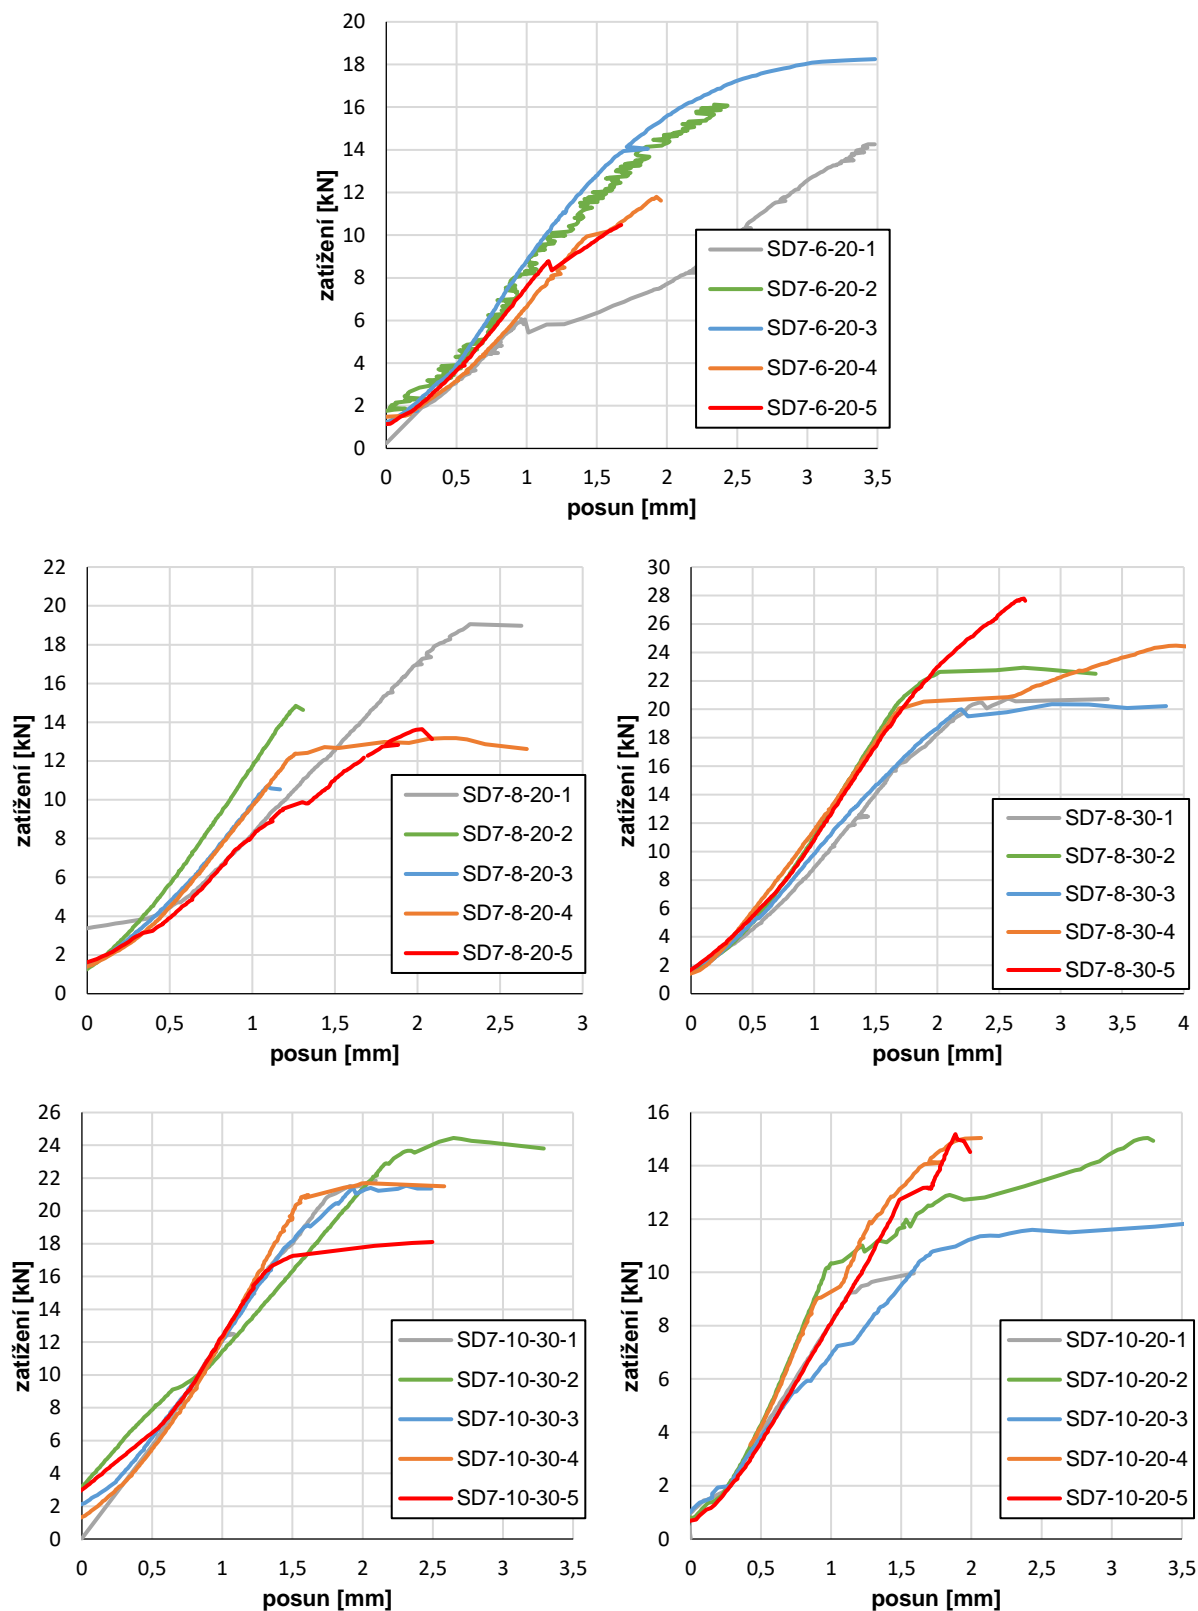 20
18
16
14
12
10
8
6
4
2
0
zatížení [kN]
SD7-6-20-1
SD7-6-20-2
SD7-6-20-3
SD7-6-20-4
SD7-6-20-5
0 0,5 1 1,5 2 2,5 3 3,5
posun [mm]
22
20
18
16
14
12
10
8
6
4
2
0
zatížení [kN]
SD7-8-20-1
SD7-8-20-2
SD7-8-20-3
SD7-8-20-4
SD7-8-20-5
0 0,5 1 1,5 2 2,5 3
posun [mm]
30
28
26
24
22
20
18
16
14
12
10
8
6
4
2
0
zatížení [kN]
SD7-8-30-1
SD7-8-30-2
SD7-8-30-3
SD7-8-30-4
SD7-8-30-5
0 0,5 1 1,5 2 2,5 3 3,5 4
posun [mm]
26
24
22
20
18
16
14
12
10
8
6
4
2
0
zatížení [kN]
SD7-10-30-1
SD7-10-30-2
SD7-10-30-3
SD7-10-30-4
SD7-10-30-5
0 0,5 1 1,5 2 2,5 3 3,5
posun [mm]
16
14
12
10
8
6
4
2
0
zatížení [kN]
SD7-10-20-1
SD7-10-20-2
SD7-10-20-3
SD7-10-20-4
SD7-10-20-5
0 0,5 1 1,5 2 2,5 3 3,5
posun [mm]